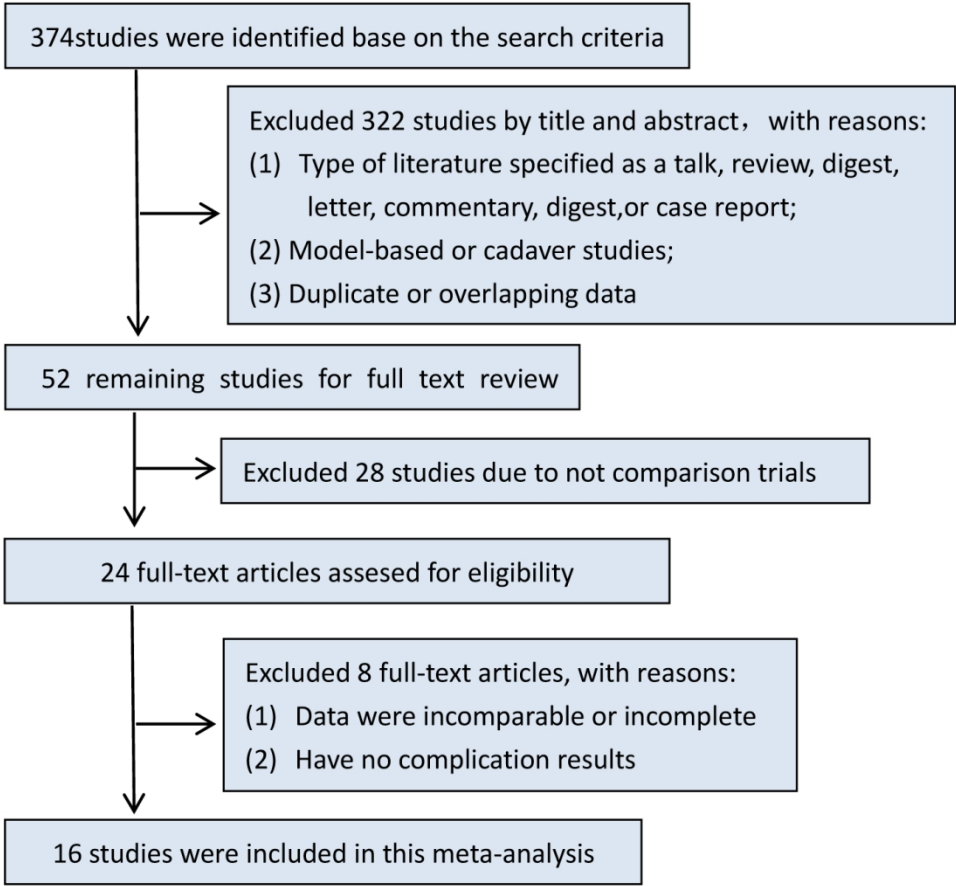 374studies were identified base on the search criteria
Excluded 322 studies by title and abstract，with reasons:
(1) Type of literature specified as a talk, review, digest,
letter, commentary, digest,or case report;
(2) Model-based or cadaver studies;
(3) Duplicate or overlapping data
52 remaining studies for full text review
Excluded 28 studies due to not comparison trials
24 full-text articles assesed for eligibility
Excluded 8 full-text articles, with reasons:
(1) Data were incomparable or incomplete
(2) Have no complication results
16 studies were included in this meta-analysis